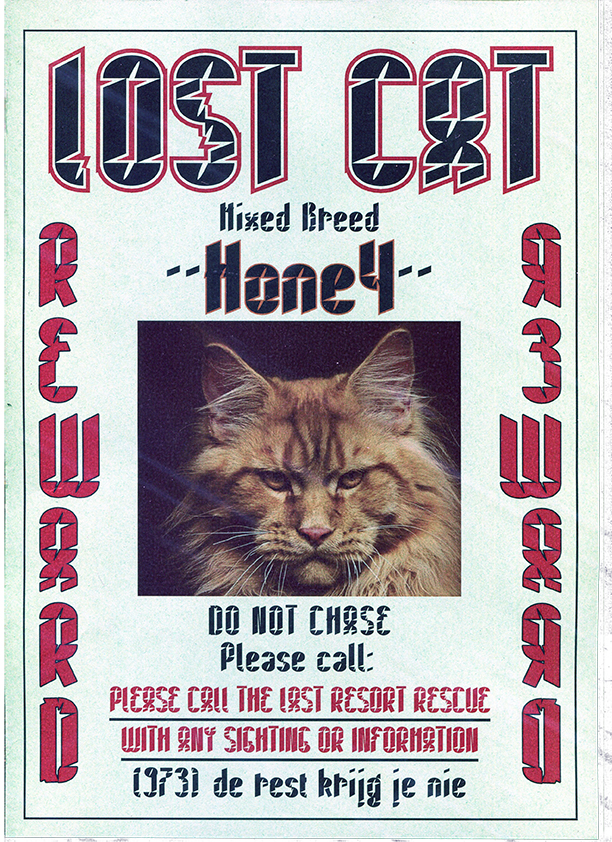 LOST CAT
Mixed Breed
--Honey--
REWARD
REWARD
DO NOT CHASE
Please call:
PLEASE CALL THE LAST RESORT RESCUE
WITH ANY SIGHTING OR INFORMATION
(973) de rest krijg je nie